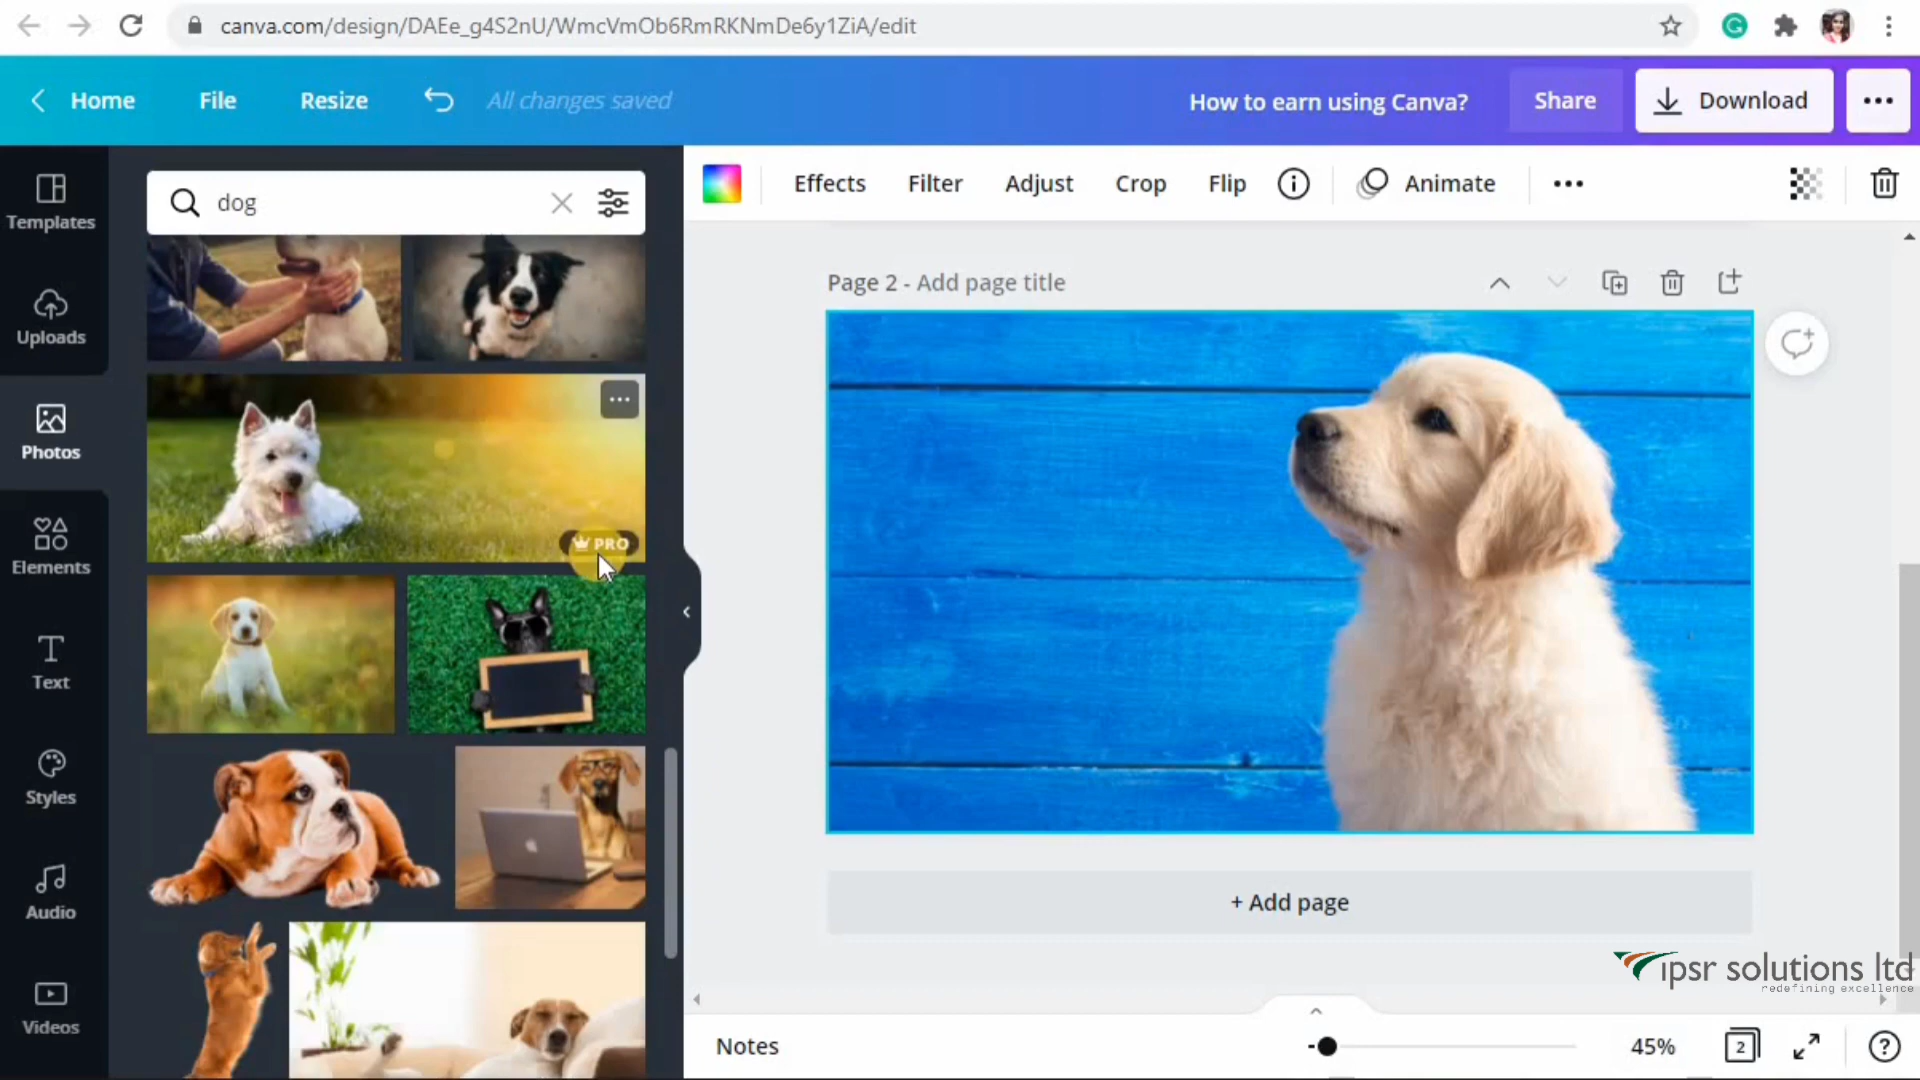 canva.com/design/DAEe_g4S2nU/WmcVmOb6RmRKNmDe6y1ZiA/edit
Home File Resize All changes saved How to earn using Canva? Share Download
Templates
Uploads
Photos
Elements
Text
Styles
Audio
Videos
dog
PRO
Effects Filter Adjust Crop Flip Animate
Page 2 - Add page title
+ Add page
ipsr solutions ltd
redefining excellence
Notes 45% 2